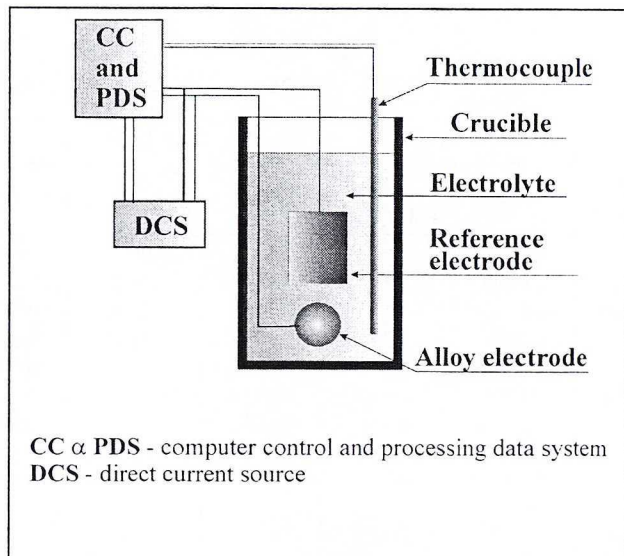 CC
and
PDS
DCS
Thermocouple
Crucible
Electrolyte
Reference
electrode
Alloy electrode
CC α PDS - computer control and processing data system
DCS - direct current source